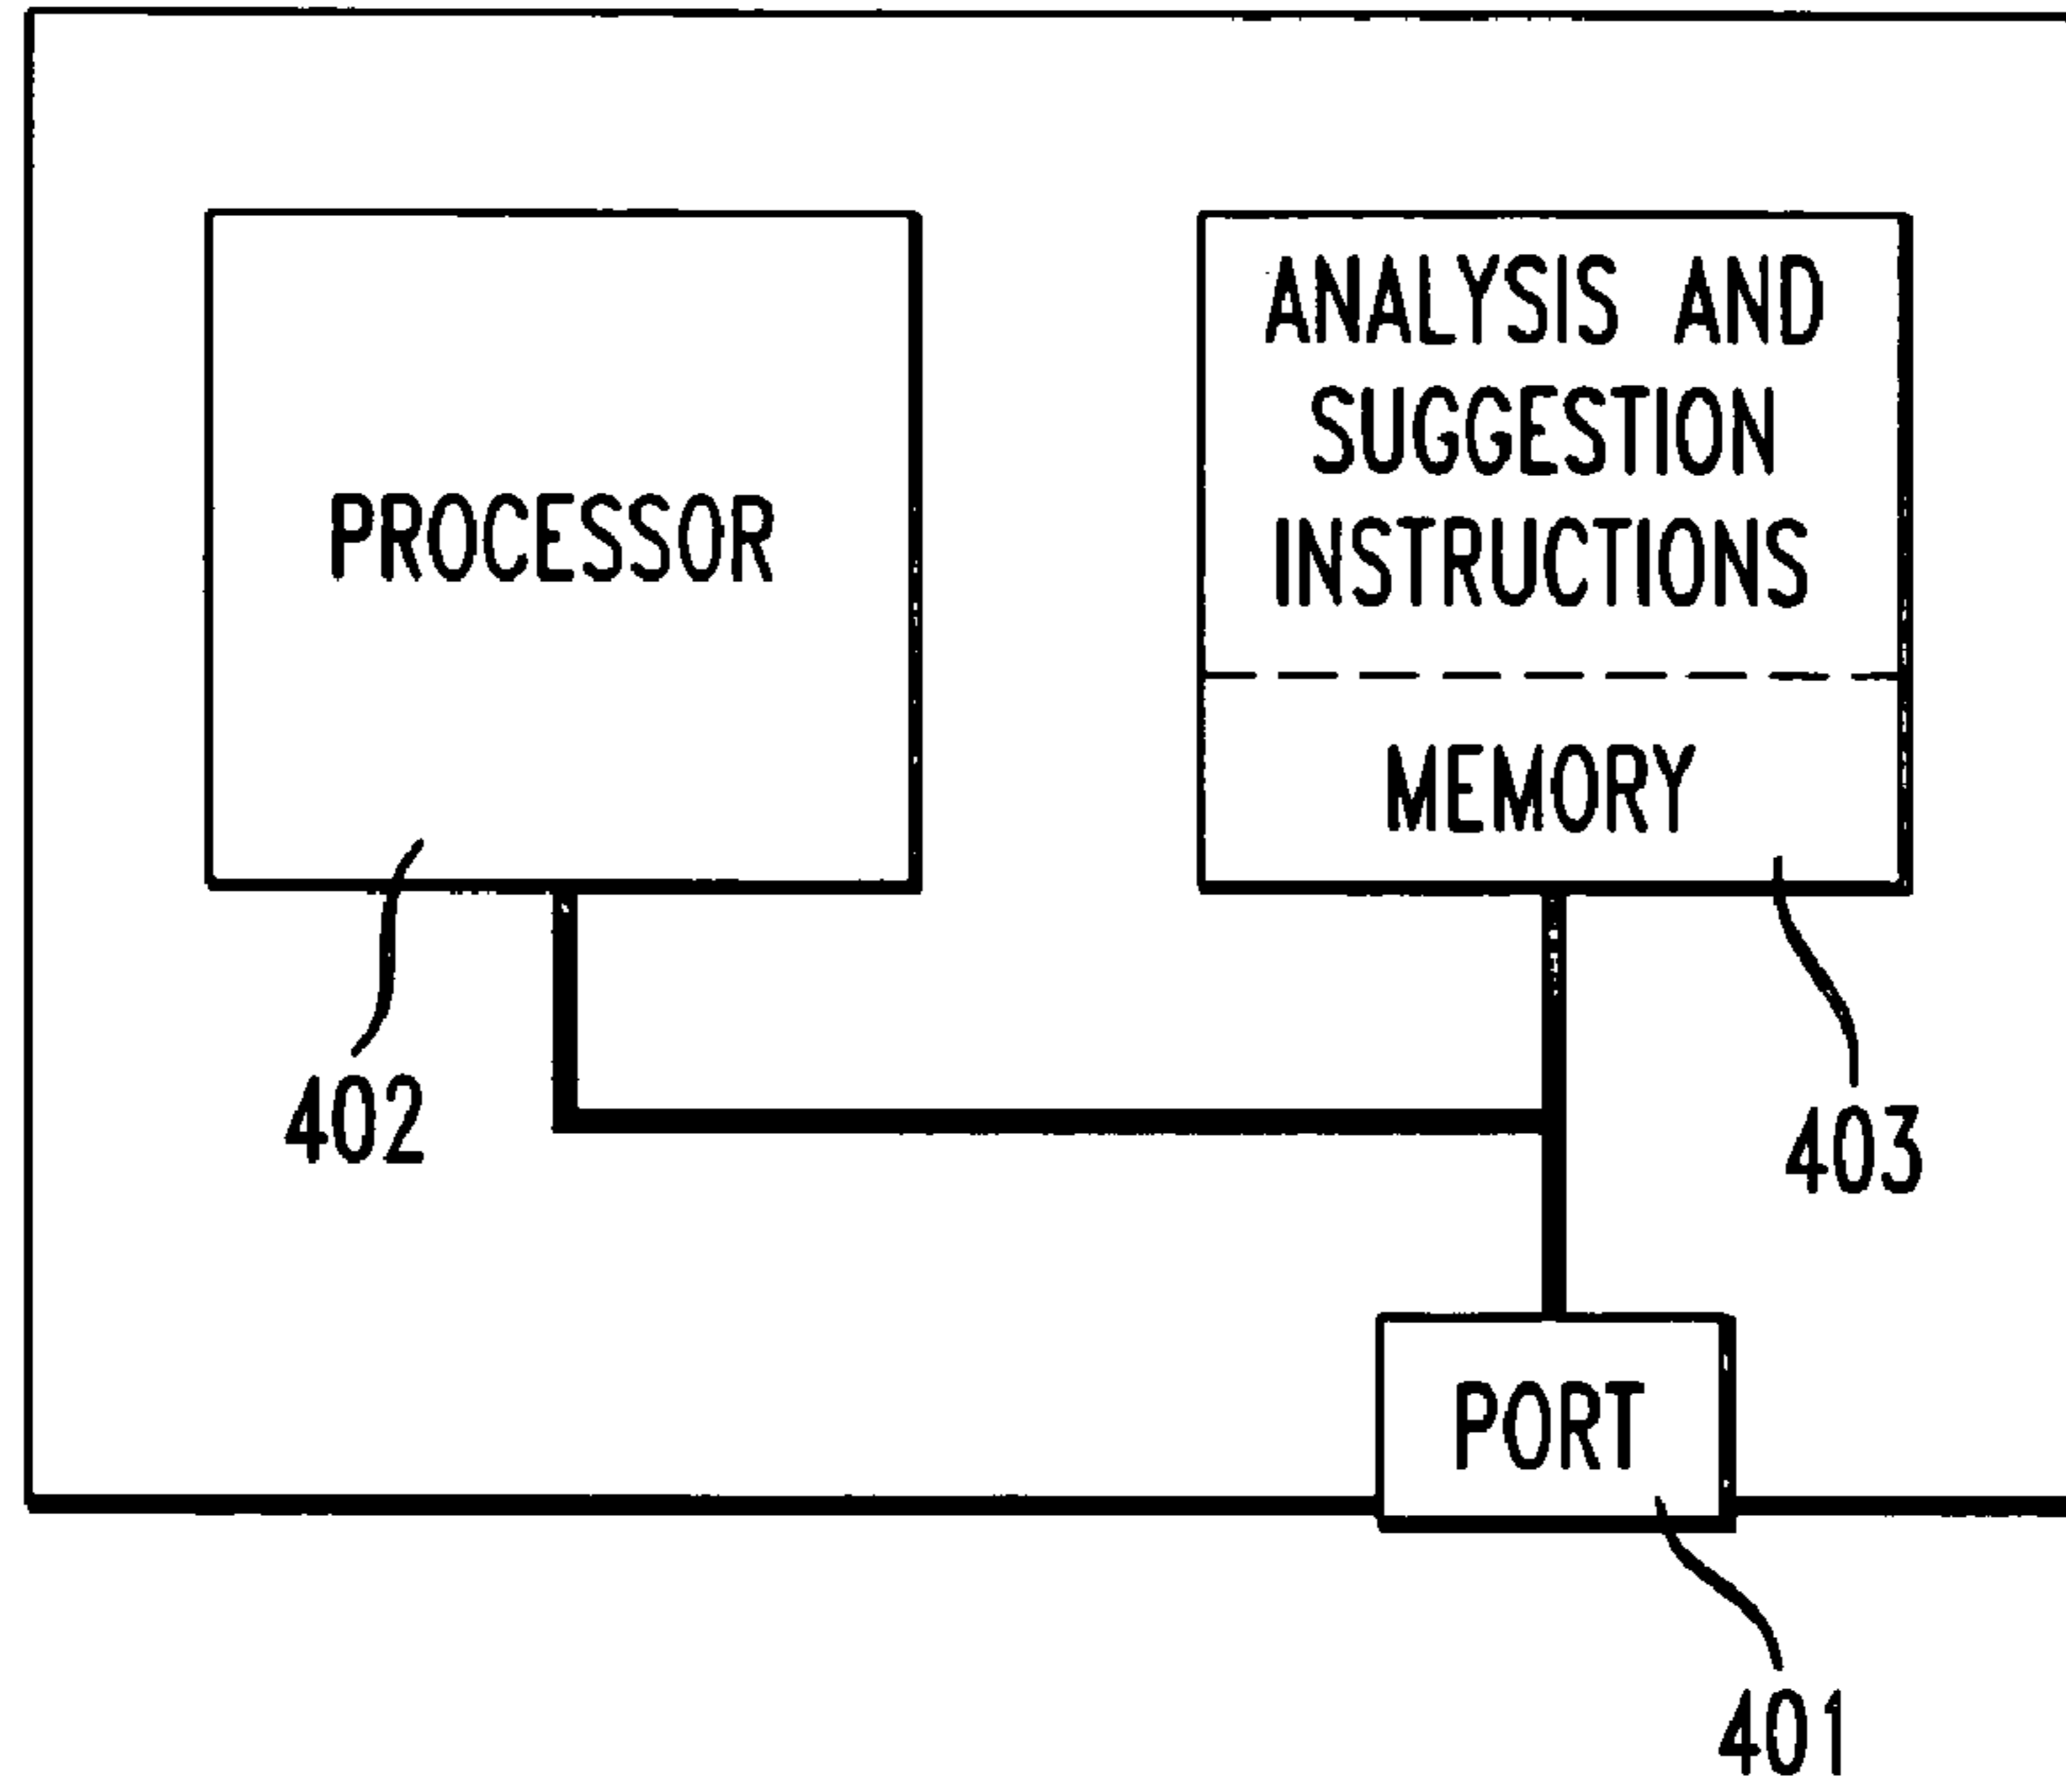 PROCESSOR
ANALYSIS AND
SUGGESTION
INSTRUCTIONS
MEMORY
402
403
PORT
401